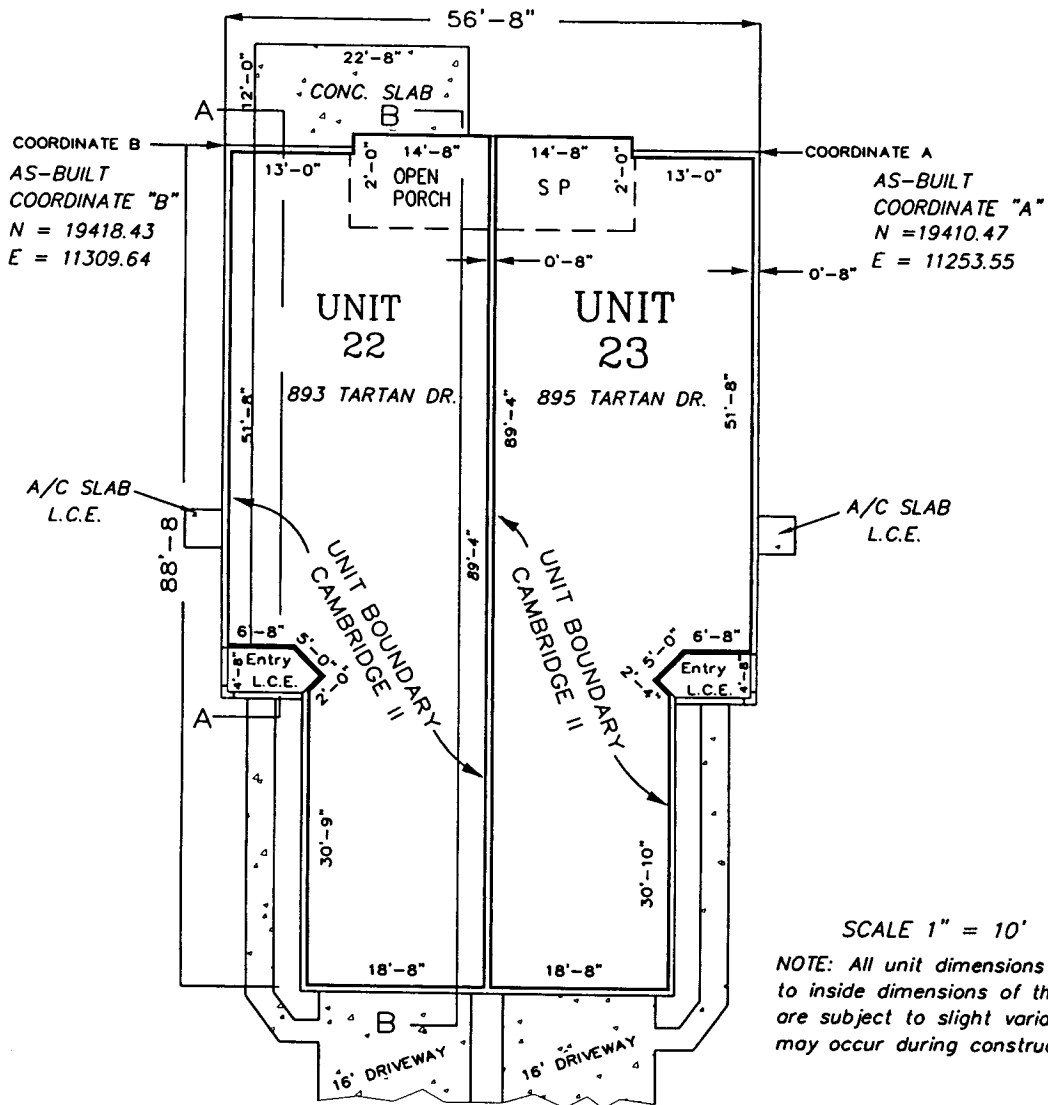 56'-8"
22'-8"
12'-0"
CONC. SLAB
A
B
COORDINATE B
AS-BUILT
COORDINATE "B"
N = 19418.43
E = 11309.64
COORDINATE A
AS-BUILT
COORDINATE "A"
N =19410.47
E = 11253.55
13'-0"
2'-0"
14'-8"
OPEN
PORCH
14'-8"
S P
2'-0"
13'-0"
0'-8"
0'-8"
UNIT
22
893 TARTAN DR.
UNIT
23
895 TARTAN DR.
51'-8"
89'-4"
89'-4"
51'-8"
A/C SLAB
L.C.E.
A/C SLAB
L.C.E.
88'-8
UNIT BOUNDARY
CAMBRIDGE II
UNIT BOUNDARY
CAMBRIDGE II
6'-8"
5'-0"
2'-0"
4'-8"
Entry
L.C.E.
6'-8"
5'-0"
2'-4"
4'-8"
Entry
L.C.E.
A
30'-9"
30'-10"
18'-8"
18'-8"
B
16' DRIVEWAY
16' DRIVEWAY
SCALE 1" = 10'
NOTE: All unit dimensions
to inside dimensions of th
are subject to slight varia
may occur during construc